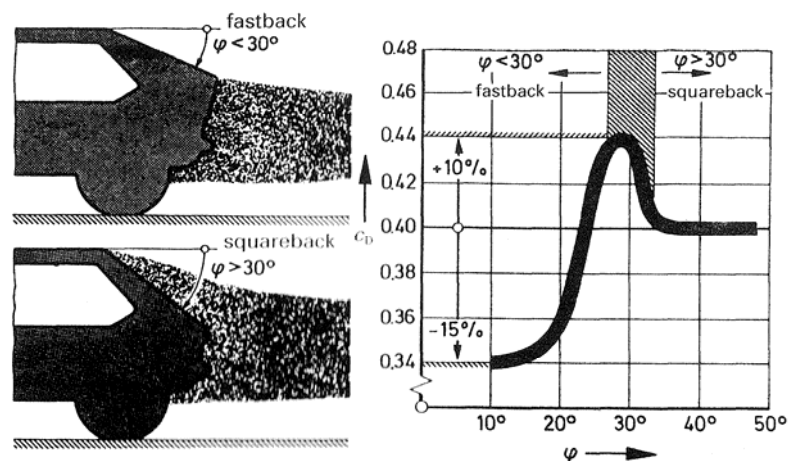 fastback
φ < 30°
squareback
φ > 30°
c_D
0,48
0,46
0,44
0,42
0,40
0,38
0,36
0,34
φ<30°
fastback
φ>30°
squareback
+10%
-15%
10° 20° 30° 40° 50°
φ